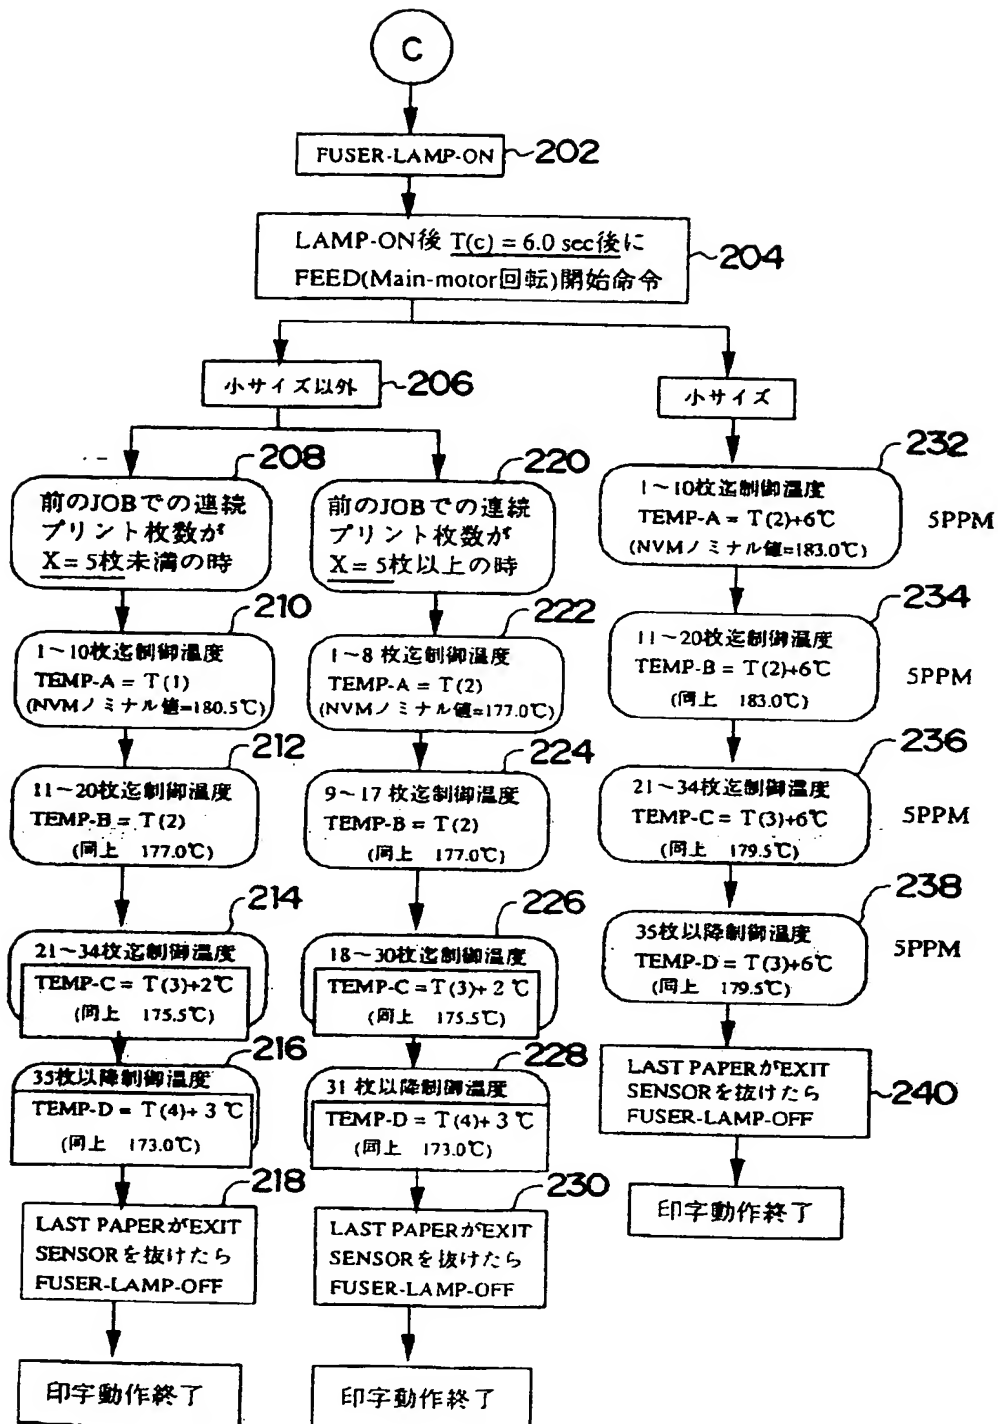 C
FUSER-LAMP-ON
202
LAMP-ON後 T(c) = 6.0 sec後に
FEED(Main-motor回転)開始命令
204
小サイズ以外
206
小サイズ
208
前のJOBでの連続
プリント枚数が
X = 5枚未満の時
210
1~10枚迄制御温度
TEMP-A = T(1)
(NVMノミナル値=180.5℃)
212
11~20枚迄制御温度
TEMP-B = T(2)
(同上 177.0℃)
214
21~34枚迄制御温度
TEMP-C = T(3)+2℃
(同上 175.5℃)
216
35枚以降制御温度
TEMP-D = T(4)+ 3 ℃
(同上 173.0℃)
218
LAST PAPERがEXIT
SENSORを抜けたら
FUSER-LAMP-OFF
印字動作終了
220
前のJOBでの連続
プリント枚数が
X = 5枚以上の時
222
1~8 枚迄制御温度
TEMP-A = T(2)
(NVMノミナル値=177.0℃)
224
9~17 枚迄制御温度
TEMP-B = T(2)
(同上 177.0℃)
226
18~30枚迄制御温度
TEMP-C = T(3)+ 2 ℃
(同上 175.5℃)
228
31 枚以降制御温度
TEMP-D = T(4)+ 3 ℃
(同上 173.0℃)
230
LAST PAPERがEXIT
SENSORを抜けたら
FUSER-LAMP-OFF
印字動作終了
232
1~10枚迄制御温度
TEMP-A = T(2)+6℃
(NVMノミナル値=183.0℃)
5PPM
234
11~20枚迄制御温度
TEMP-B = T(2)+6℃
(同上 183.0℃)
5PPM
236
21~34枚迄制御温度
TEMP-C = T(3)+6℃
(同上 179.5℃)
5PPM
238
35枚以降制御温度
TEMP-D = T(3)+6℃
(同上 179.5℃)
5PPM
LAST PAPERがEXIT
SENSORを抜けたら
FUSER-LAMP-OFF
240
印字動作終了